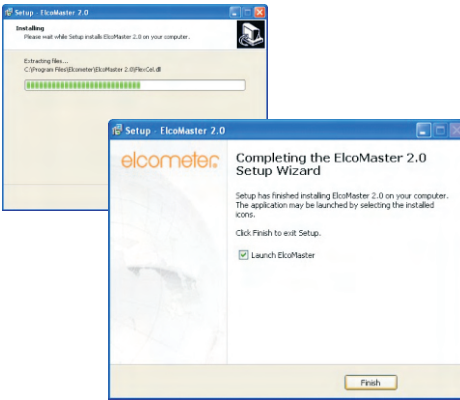 Setup - ElcoMaster 2.0
Installing
Please wait while Setup installs ElcoMaster 2.0 on your computer.
Extracting files...
C:\Program Files\Elcometer\ElcoMaster 2.0\FlexCel.dll
Setup - ElcoMaster 2.0
elcometer
Completing the ElcoMaster 2.0
Setup Wizard
Setup has finished installing ElcoMaster 2.0 on your computer.
The application may be launched by selecting the installed
icons.
Click Finish to exit Setup.
Launch ElcoMaster
Finish